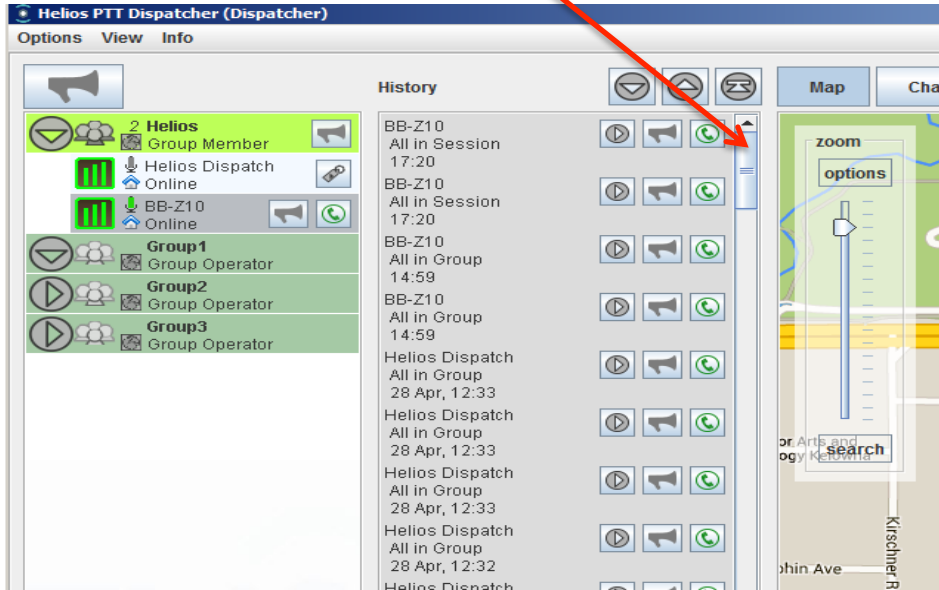 Helios PTT Dispatcher (Dispatcher)
Options View Info
History
Map
Cha
2 Helios
Group Member
Helios Dispatch
Online
BB-Z10
Online
Group1
Group Operator
Group2
Group Operator
Group3
Group Operator
BB-Z10
All in Session
17:20
BB-Z10
All in Session
17:20
BB-Z10
All in Group
14:59
BB-Z10
All in Group
14:59
Helios Dispatch
All in Group
28 Apr, 12:33
Helios Dispatch
All in Group
28 Apr, 12:33
Helios Dispatch
All in Group
28 Apr, 12:33
Helios Dispatch
All in Group
28 Apr, 12:32
Helios Dispatch
zoom
options
or Arts and
ogy Kelowna
search
Kirschner R
phin Ave